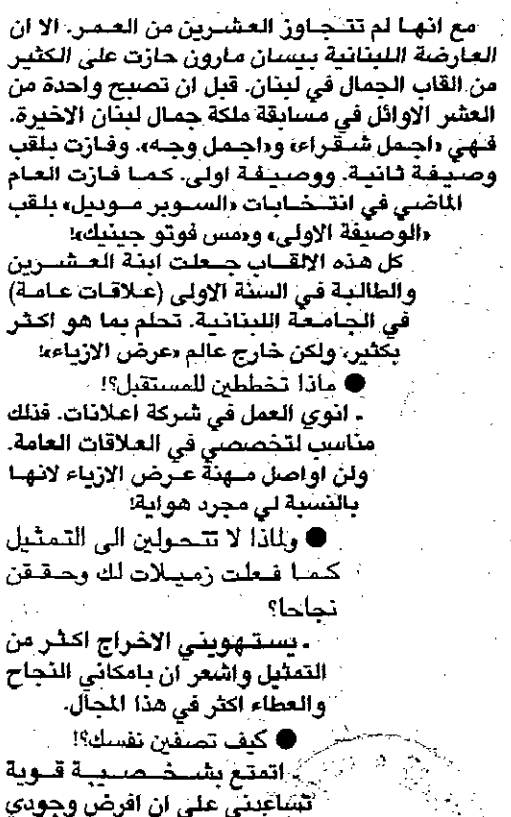 مع انها لم تتجاوز العشرين من العمر. الا ان
العارضة اللبنانية بيسان مارون حازت على الكثير
من القاب الجمال في لبنان. قبل ان تصبح واحدة من
العشر الاوائل في مسابقة ملكة جمال لبنان الاخيرة.
فهي «اجمل شقراء» و«اجمل وجه». وفازت بلقب
وصيفة ثانية. ووصيفة اولى. كما فازت العام
الماضي في انتخابات «السوبر موديل» بلقب
«الوصيفة الاولى» و«مس فوتو جينيك»!
كل هذه الالقاب جعلت ابنة العشرين
والطالبة في السنة الاولى (علاقات عامة)
في الجامعة اللبنانية. تحلم بما هو اكثر
بكثير، ولكن خارج عالم «عرض الازياء»!
● ماذا تخططين للمستقبل؟!
. انوي العمل في شركة اعلانات. فذلك
مناسب لتخصصي في العلاقات العامة.
ولن اواصل مهنة عرض الازياء لانها
بالنسبة لي مجرد هواية!
● ولماذا لا تتحولين الى التمثيل
كما فعلت زميلات لك وحققن
نجاحا؟
. يستهويني الاخراج اكثر من
التمثيل واشعر ان بامكاني النجاح
والعطاء اكثر في هذا المجال.
● كيف تصفين نفسك؟!
. اتمتع بشخصية قوية
تساعدني على ان افرض وجودي